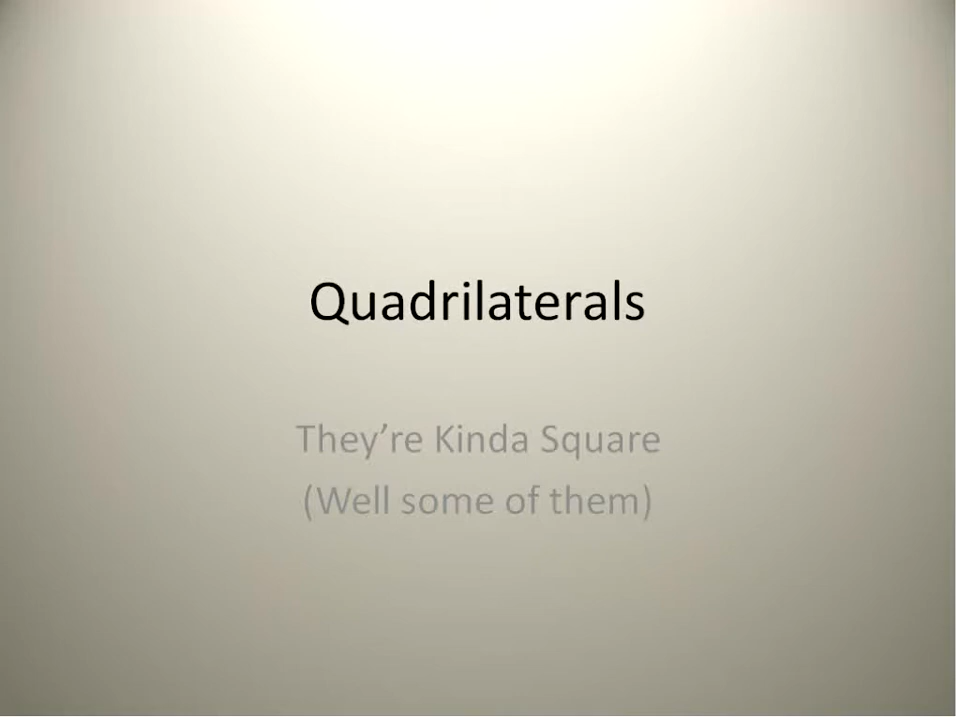 Quadrilaterals
They’re Kinda Square
(Well some of them)